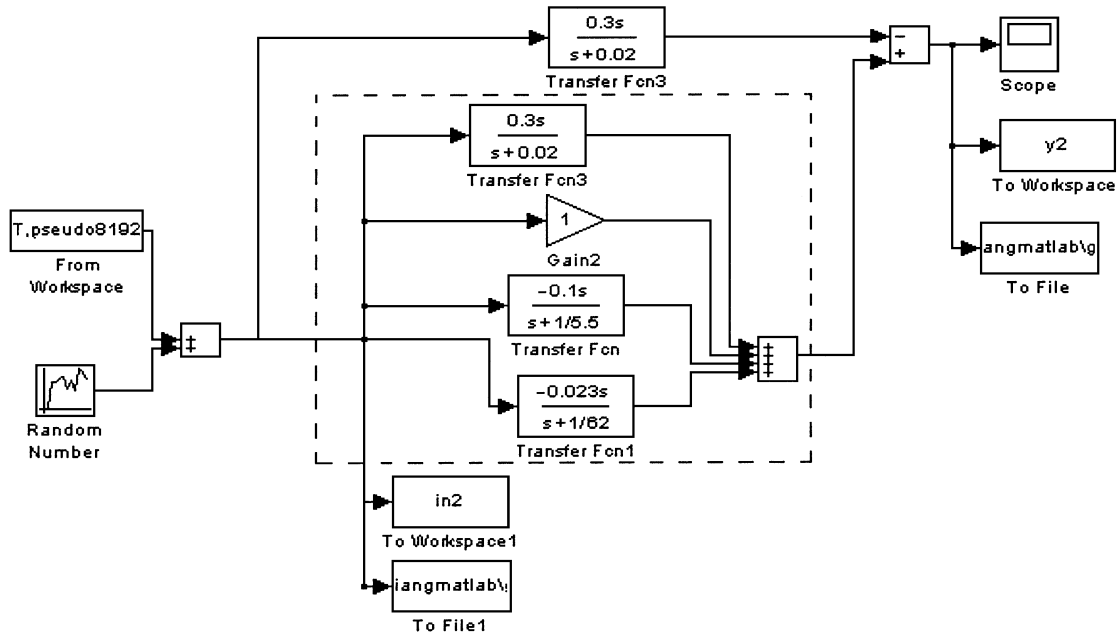 0.3s
s+0.02
Transfer Fcn3
−
+
Scope
0.3s
s+0.02
Transfer Fcn3
y2
To Workspace
T,pseudo8192
From
Workspace
1
Gain2
angmatlab\g
To File
−0.1s
s+1/5.5
Transfer Fcn
+
+
+
+
+
+
Random
Number
−0.023s
s+1/62
Transfer Fcn1
in2
To Workspace1
iangmatlab\
To File1